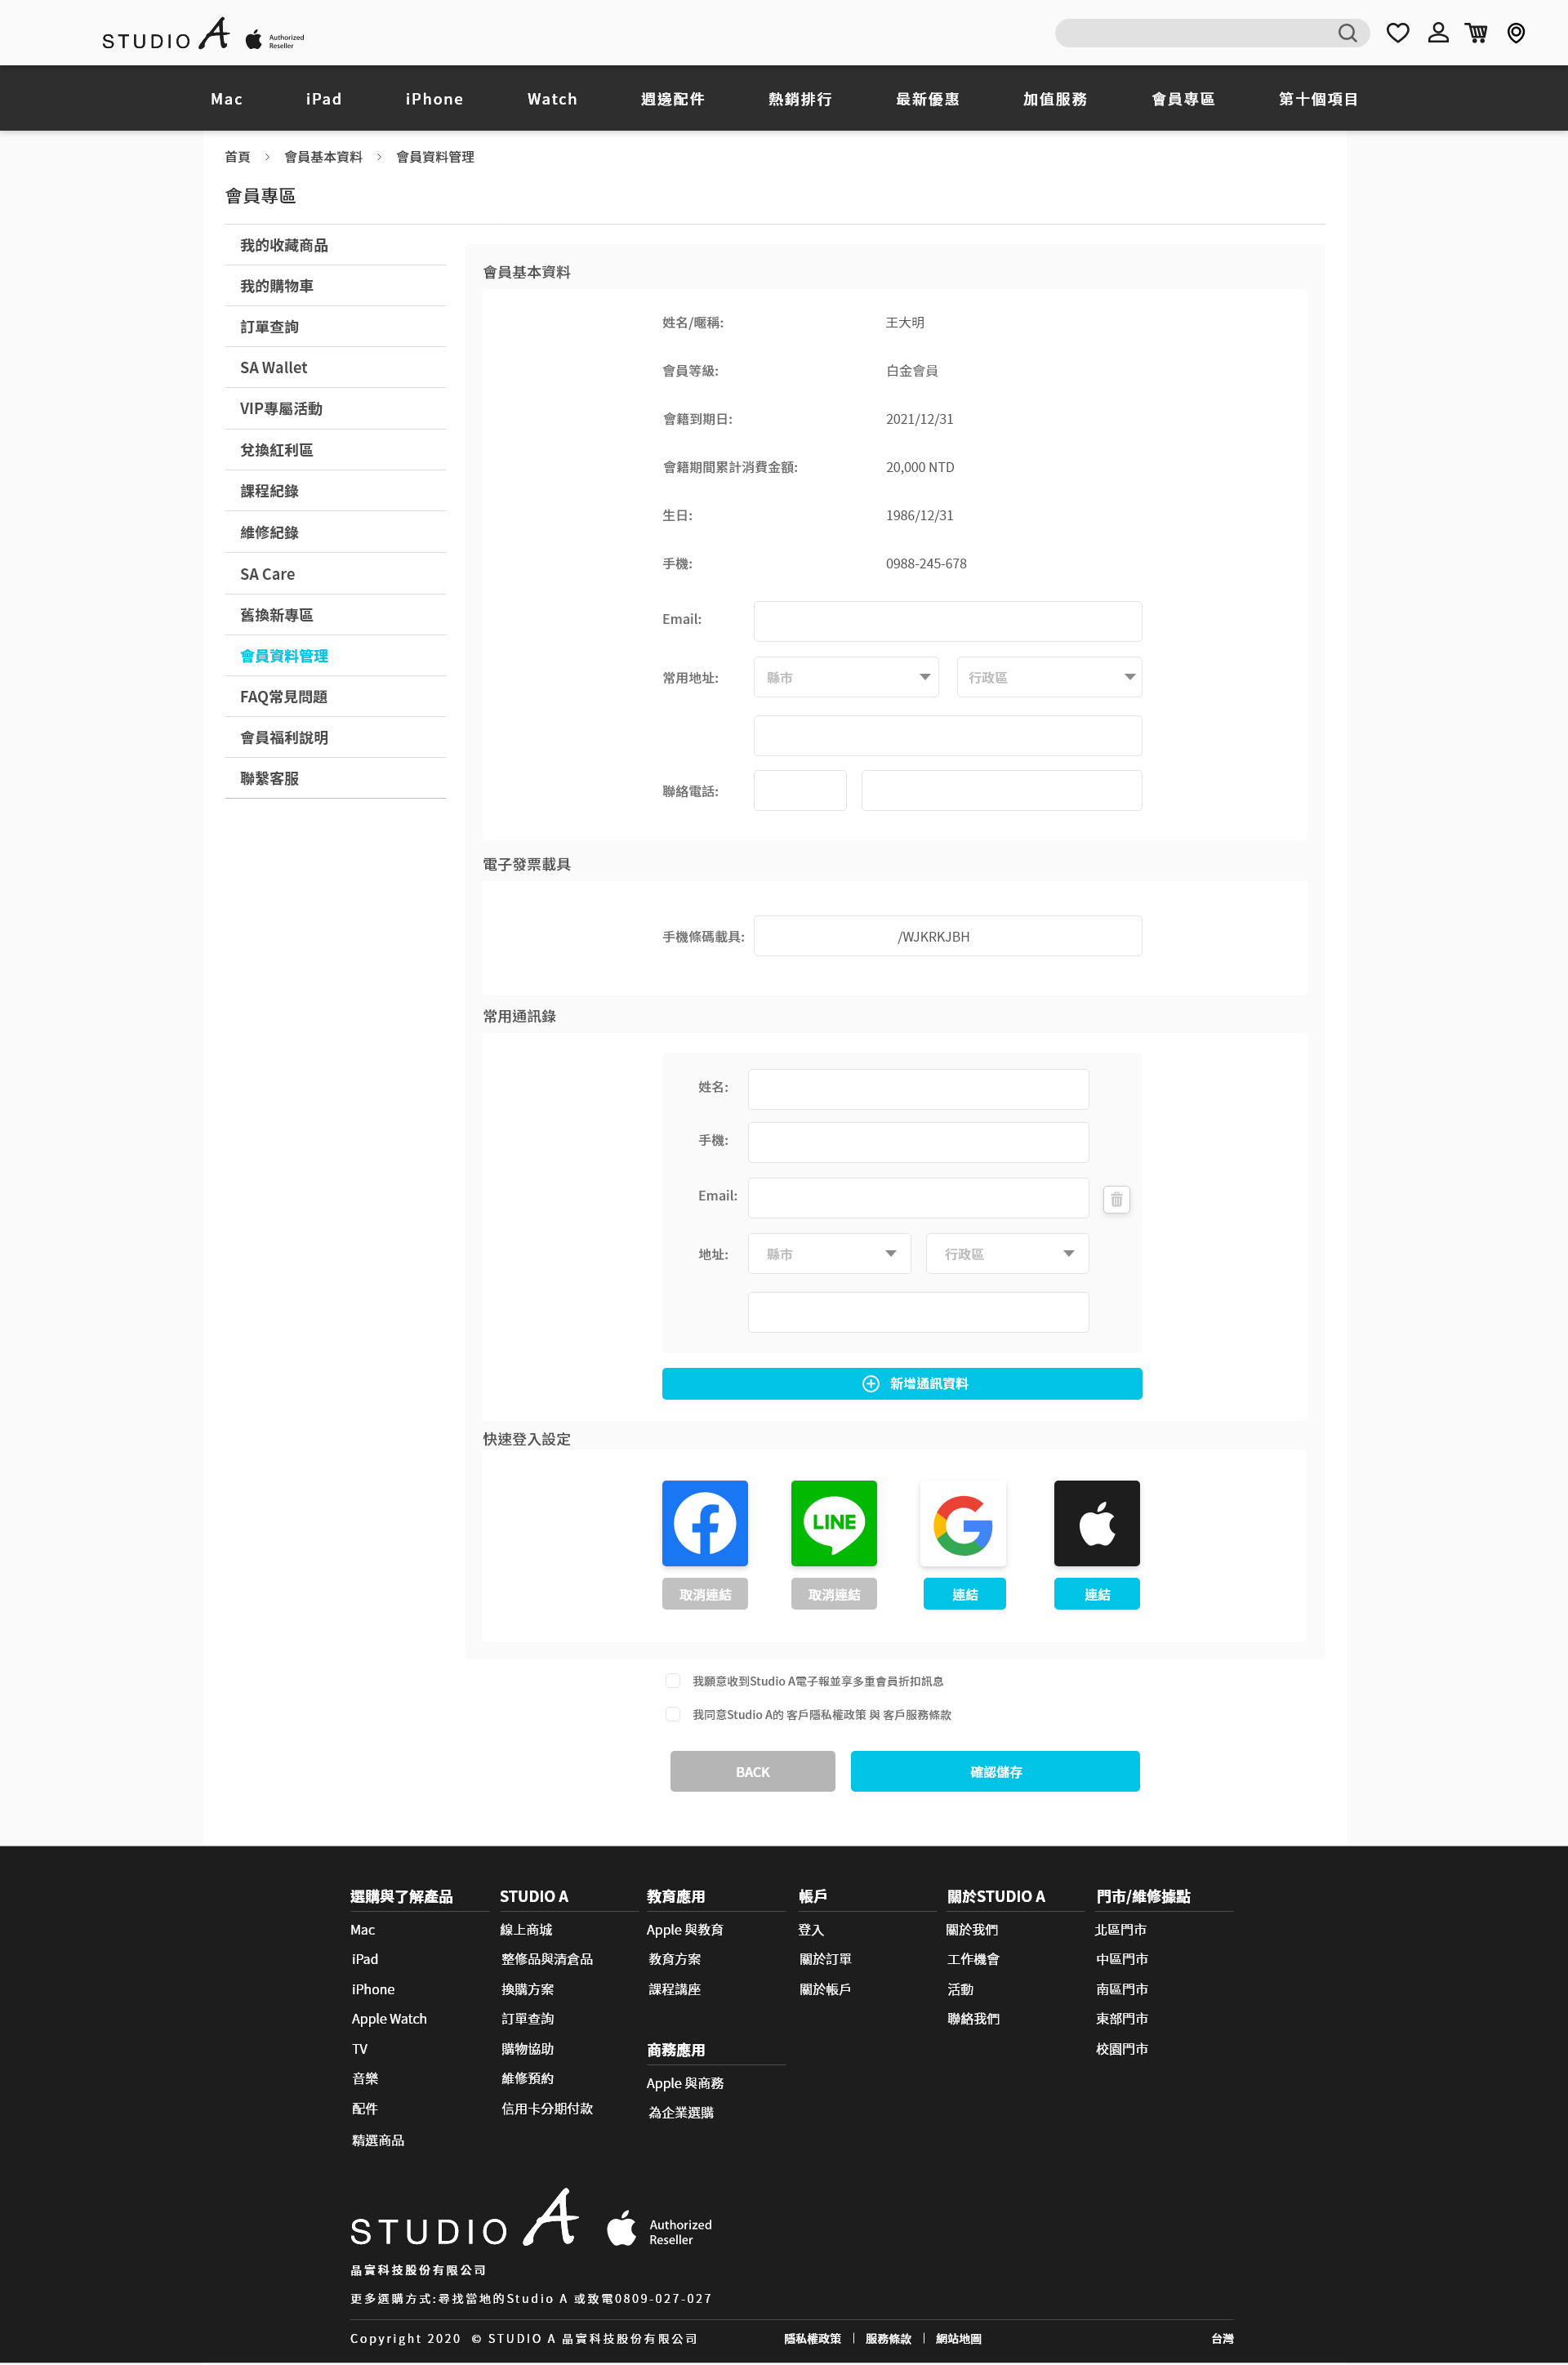 STUDIO A Authorized Reseller
Mac iPad iPhone Watch 週邊配件 熱銷排行 最新優惠 加值服務 會員專區 第十個項目
首頁 > 會員基本資料 > 會員資料管理
會員專區
我的收藏商品
我的購物車
訂單查詢
SA Wallet
VIP專屬活動
兌換紅利區
課程紀錄
維修紀錄
SA Care
舊換新專區
會員資料管理
FAQ常見問題
會員福利說明
聯繫客服
會員基本資料
姓名/暱稱: 王大明
會員等級: 白金會員
會籍到期日: 2021/12/31
會籍期間累計消費金額: 20,000 NTD
生日: 1986/12/31
手機: 0988-245-678
Email:
常用地址: 縣市 行政區
聯絡電話:
電子發票載具
手機條碼載具: /WJKRKJBH
常用通訊錄
姓名:
手機:
Email:
地址: 縣市 行政區
新增通訊資料
快速登入設定
LINE
取消連結 取消連結 連結 連結
我願意收到Studio A電子報並享多重會員折扣訊息
我同意Studio A的 客戶隱私權政策 與 客戶服務條款
BACK 確認儲存
選購與了解產品
Mac
iPad
iPhone
Apple Watch
TV
音樂
配件
精選商品
STUDIO A
線上商城
整修品與清倉品
換購方案
訂單查詢
購物協助
維修預約
信用卡分期付款
教育應用
Apple 與教育
教育方案
課程講座
商務應用
Apple 與商務
為企業選購
帳戶
登入
關於訂單
關於帳戶
關於STUDIO A
關於我們
工作機會
活動
聯絡我們
門市/維修據點
北區門市
中區門市
南區門市
東部門市
校園門市
STUDIO A Authorized Reseller
晶實科技股份有限公司
更多選購方式:尋找當地的Studio A 或致電0809-027-027
Copyright 2020 © STUDIO A 晶實科技股份有限公司 隱私權政策 | 服務條款 | 網站地圖 台灣